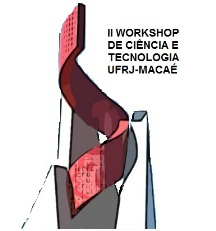 II WORKSHOP
DE CIÊNCIA E
TECNOLOGIA
UFRJ-MACAÉ